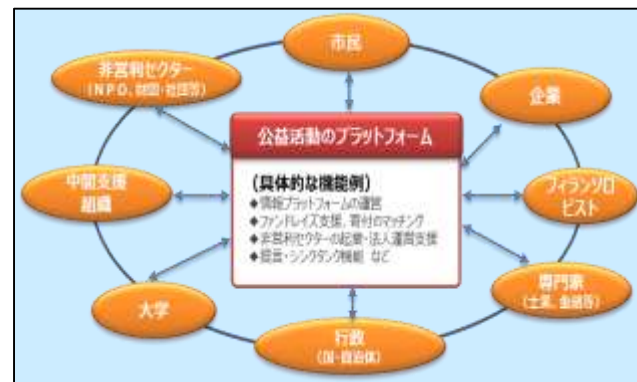 市民
非営利セクター
(NPO、財団・社団等)
企業
公益活動のプラットフォーム
(具体的な機能例)
◆情報プラットフォームの運営
◆ファンドレイズ支援、寄付のマッチング
◆非営利セクターの起業・法人運営支援
◆提言・シンクタンク機能 など
中間支援
組織
フィランソロ
ピスト
大学
専門家
(士業、金融等)
行政
(国・自治体)